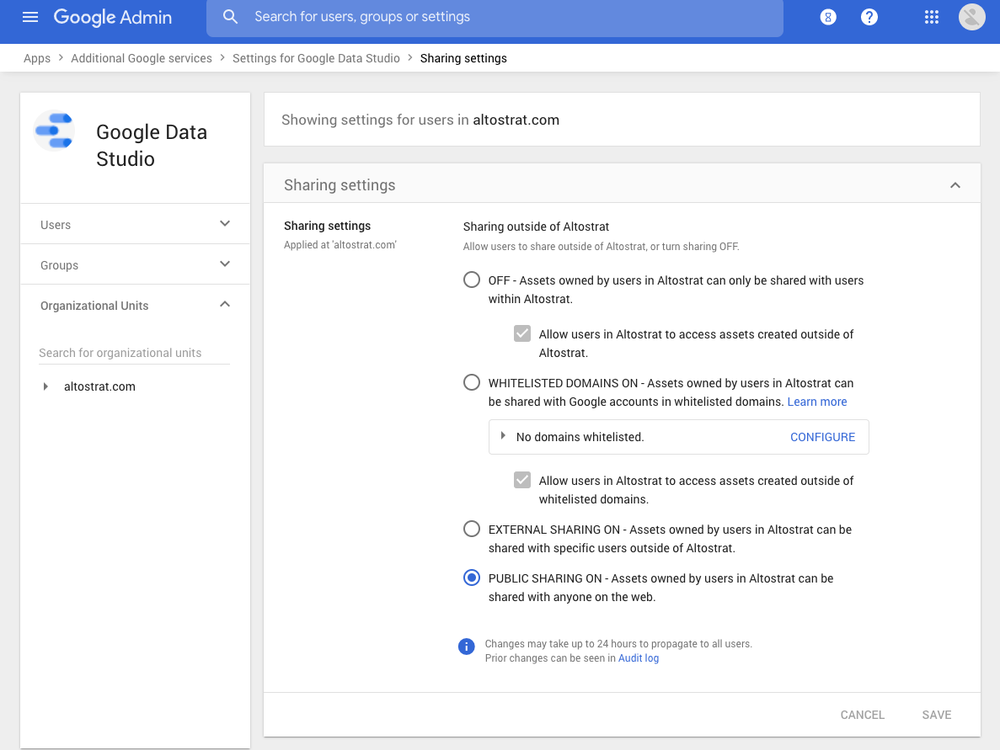 Google Admin
Search for users, groups or settings
8
?
Apps > Additional Google services > Settings for Google Data Studio > Sharing settings
Google Data
Studio
Users
Groups
Organizational Units
Search for organizational units
altostrat.com
Showing settings for users in altostrat.com
Sharing settings
Sharing settings
Applied at 'altostrat.com'
Sharing outside of Altostrat
Allow users to share outside of Altostrat, or turn sharing OFF.
OFF - Assets owned by users in Altostrat can only be shared with users
within Altostrat.
Allow users in Altostrat to access assets created outside of
Altostrat.
WHITELISTED DOMAINS ON - Assets owned by users in Altostrat can
be shared with Google accounts in whitelisted domains. Learn more
No domains whitelisted. CONFIGURE
Allow users in Altostrat to access assets created outside of
whitelisted domains.
EXTERNAL SHARING ON - Assets owned by users in Altostrat can be
shared with specific users outside of Altostrat.
PUBLIC SHARING ON - Assets owned by users in Altostrat can be
shared with anyone on the web.
i
Changes may take up to 24 hours to propagate to all users.
Prior changes can be seen in Audit log
CANCEL SAVE